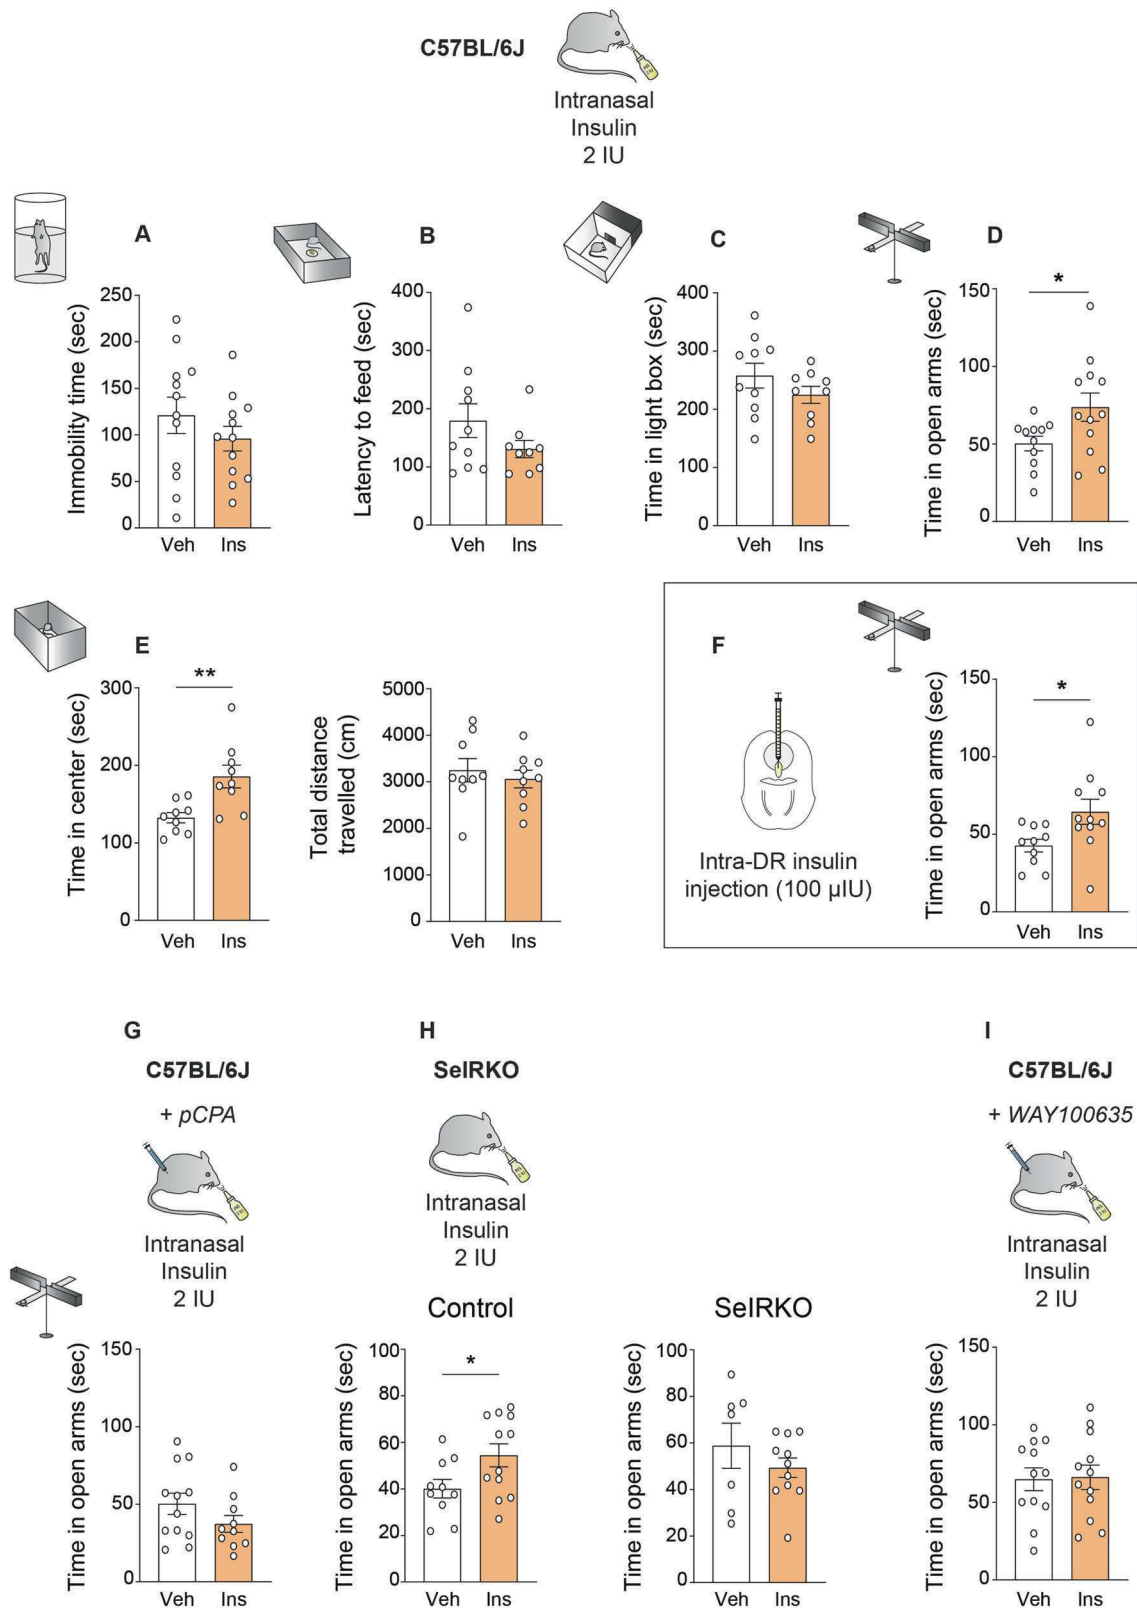 C57BL/6J
Intranasal
Insulin
2 IU
A
Immobility time (sec)
250
200
150
100
50
0
Veh Ins
B
Latency to feed (sec)
400
300
200
100
0
Veh Ins
C
Time in light box (sec)
400
300
200
100
0
Veh Ins
D
Time in open arms (sec)
150
100
50
0
*
Veh Ins
E
Time in center (sec)
300
200
100
0
**
Veh Ins
Total distance
travelled (cm)
5000
4000
3000
2000
1000
0
Veh Ins
F
Intra-DR insulin
injection (100 µIU)
Time in open arms (sec)
150
100
50
0
*
Veh Ins
G
C57BL/6J
+ pCPA
Intranasal
Insulin
2 IU
Time in open arms (sec)
150
100
50
0
Veh Ins
H
SeIRKO
Intranasal
Insulin
2 IU
Control
Time in open arms (sec)
100
80
60
40
20
0
*
Veh Ins
SeIRKO
Time in open arms (sec)
100
80
60
40
20
0
Veh Ins
I
C57BL/6J
+ WAY100635
Intranasal
Insulin
2 IU
Time in open arms (sec)
150
100
50
0
Veh Ins